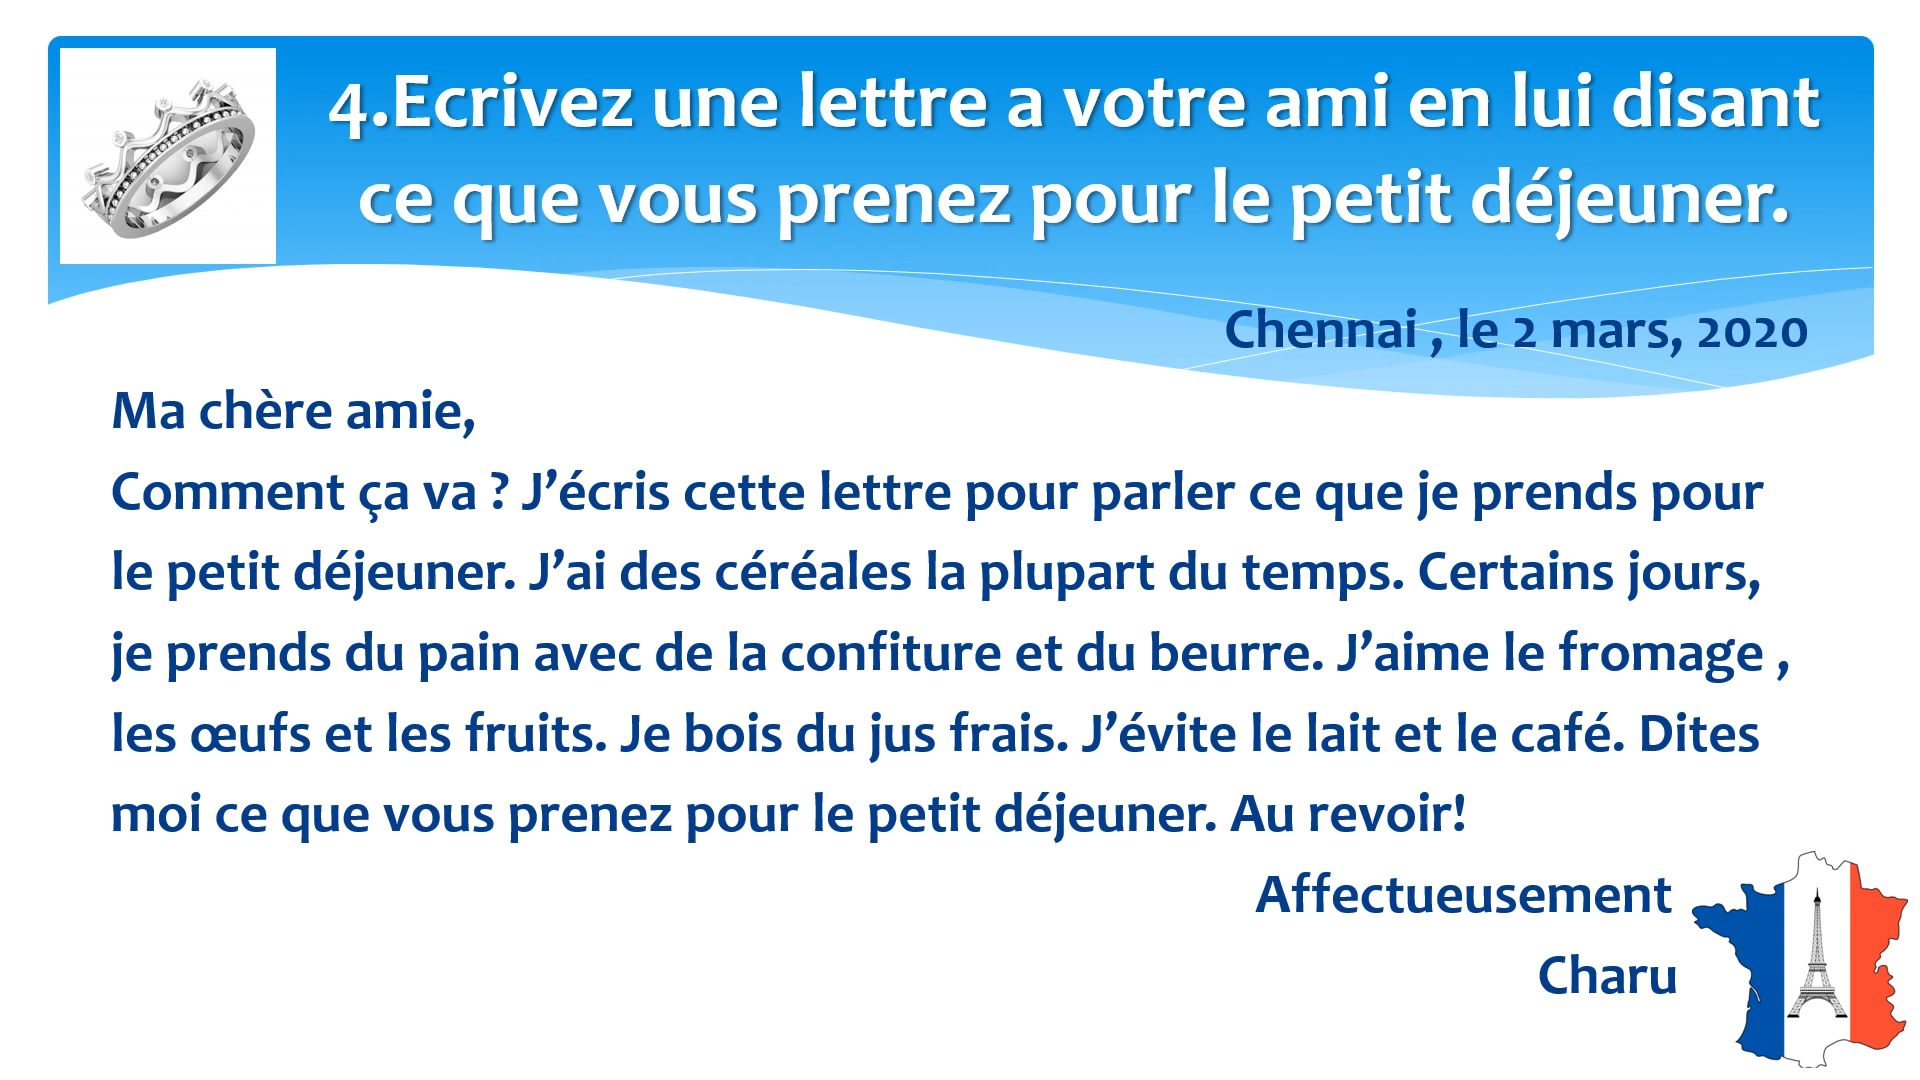 4.Ecrivez une lettre a votre ami en lui disant
ce que vous prenez pour le petit déjeuner.
Chennai , le 2 mars, 2020
Ma chère amie,
Comment ça va ? J’écris cette lettre pour parler ce que je prends pour
le petit déjeuner. J’ai des céréales la plupart du temps. Certains jours,
je prends du pain avec de la confiture et du beurre. J’aime le fromage ,
les œufs et les fruits. Je bois du jus frais. J’évite le lait et le café. Dites
moi ce que vous prenez pour le petit déjeuner. Au revoir!
Affectueusement
Charu